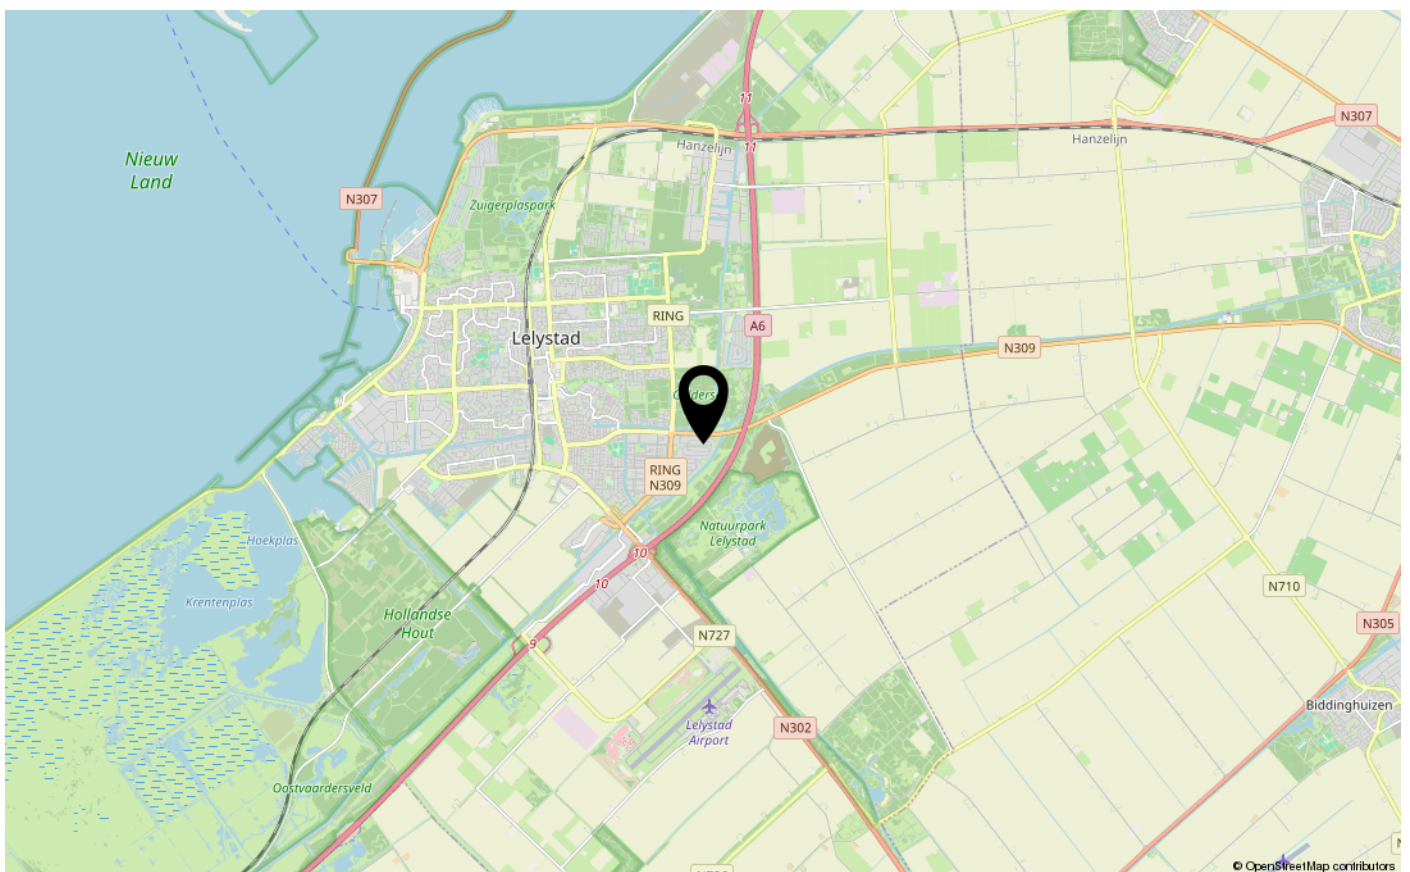 11
N307
11
Hanzelijn
Hanzelijn
Nieuw
Land
N307
Zuigerplaspark
RING
A6
Lelystad
N309
RING
N309
Natuurpark
Lelystad
Hoekplas
10
10
N710
Krentenplas
Hollandse
Hout
N305
N727
9
Biddinghuizen
Lelystad
Airport
N302
Oostvaardersveld
© OpenStreetMap contributors